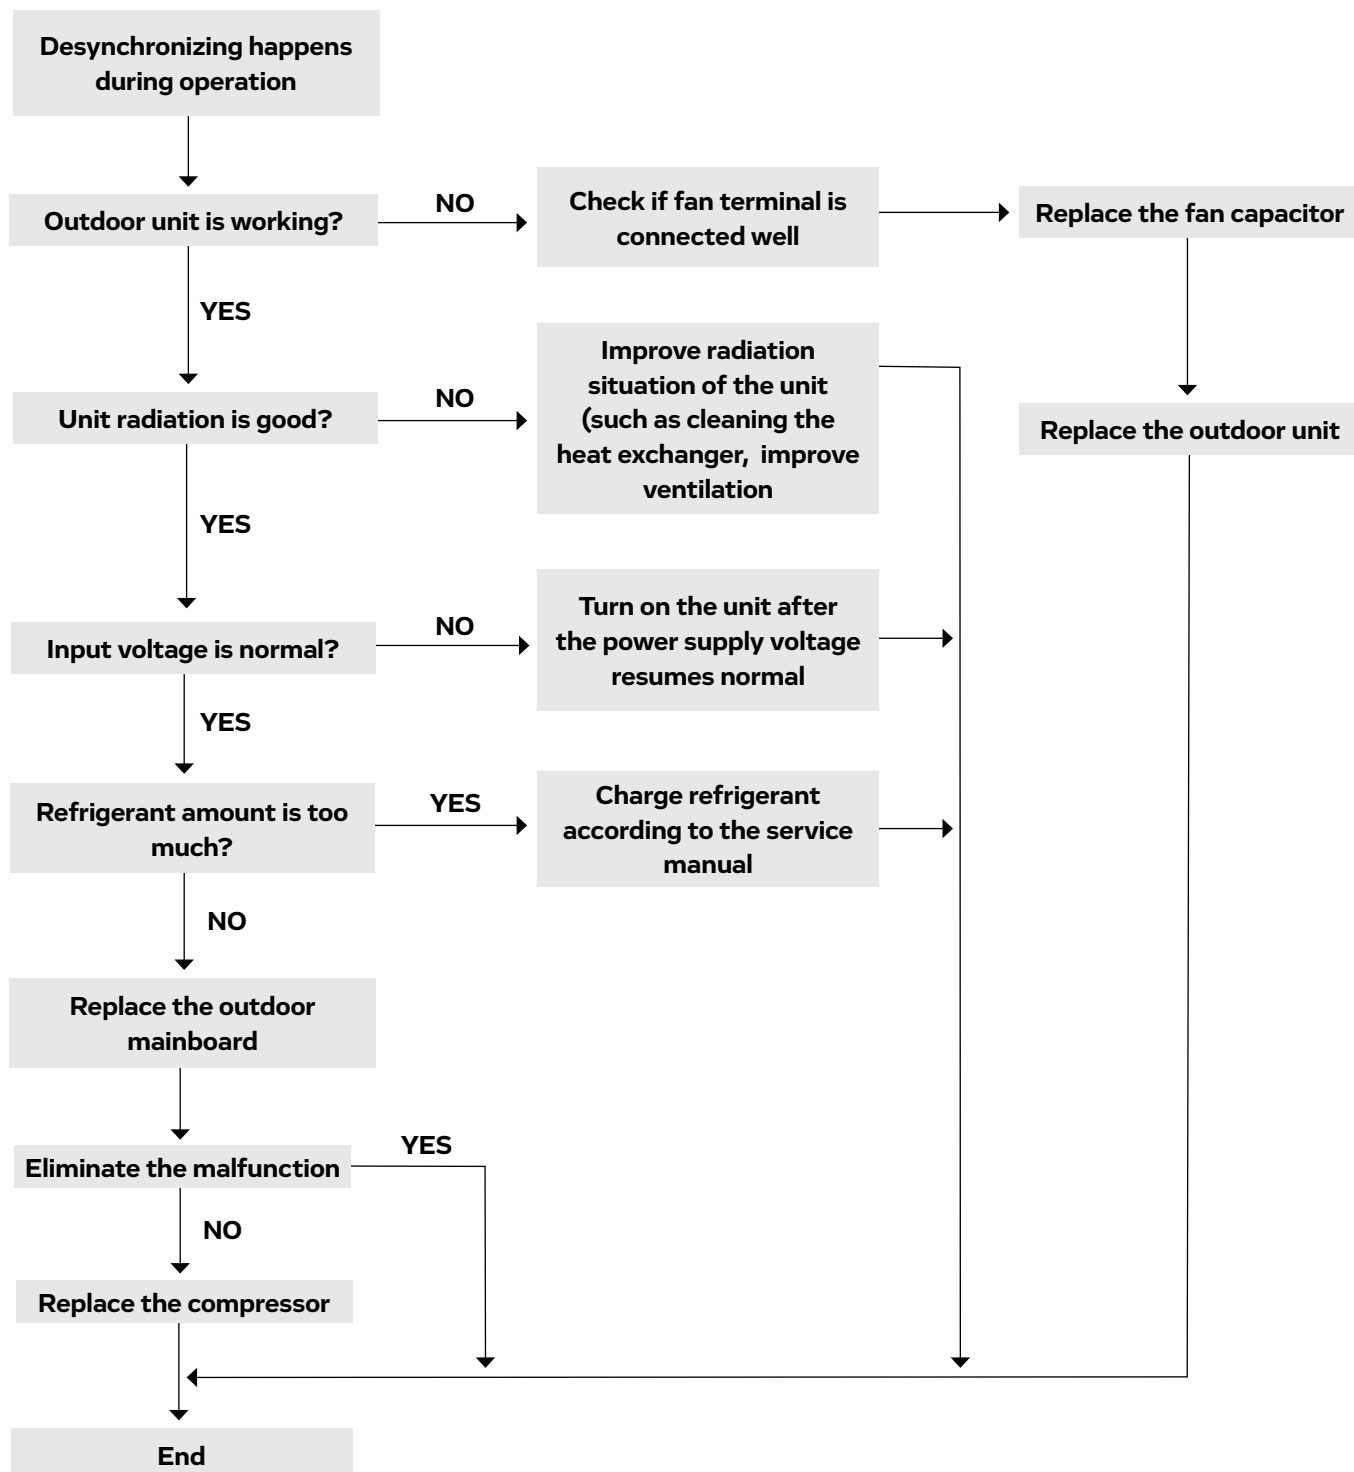 Desynchronizing happens
during operation
Outdoor unit is working?
NO
Check if fan terminal is
connected well
Replace the fan capacitor
YES
Replace the outdoor unit
Unit radiation is good?
NO
Improve radiation
situation of the unit
(such as cleaning the
heat exchanger, improve
ventilation
YES
Input voltage is normal?
NO
Turn on the unit after
the power supply voltage
resumes normal
YES
Refrigerant amount is too
much?
YES
Charge refrigerant
according to the service
manual
NO
Replace the outdoor
mainboard
Eliminate the malfunction
YES
NO
Replace the compressor
End